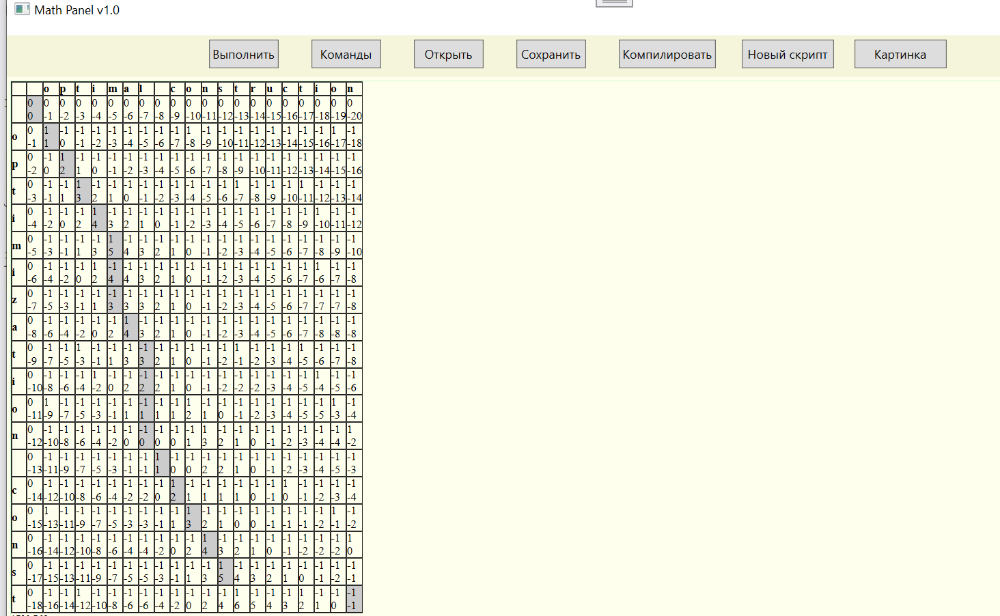 Math Panel v1.0
Выполнить Команды Открыть Сохранить Компилировать Новый скрипт Картинка
o p t i m a l c o n s t r u c t i o n
0 0 0 0 0 0 0 0 0 0 0 0 0 0 0 0 0 0 0 0 0
0 -1 -2 -3 -4 -5 -6 -7 -8 -9 -10 -11 -12 -13 -14 -15 -16 -17 -18 -19 -20
o 0 1 -1 -1 -1 -1 -1 -1 -1 -1 1 -1 -1 -1 -1 -1 -1 -1 -1 1 -1
-1 1 0 -1 -2 -3 -4 -5 -6 -7 -8 -9 -10 -11 -12 -13 -14 -15 -16 -17 -18
p 0 -1 1 -1 -1 -1 -1 -1 -1 -1 -1 -1 -1 -1 -1 -1 -1 -1 -1 -1 -1
-2 0 2 1 0 -1 -2 -3 -4 -5 -6 -7 -8 -9 -10 -11 -12 -13 -14 -15 -16
t 0 -1 -1 1 -1 -1 -1 -1 -1 -1 -1 -1 -1 1 -1 -1 -1 1 -1 -1 -1
-3 -1 1 3 2 1 0 -1 -2 -3 -4 -5 -6 -7 -8 -9 -10 -11 -12 -13 -14
i 0 -1 -1 -1 1 -1 -1 -1 -1 -1 -1 -1 -1 -1 -1 -1 -1 -1 1 -1 -1
-4 -2 0 2 4 3 2 1 0 -1 -2 -3 -4 -5 -6 -7 -8 -9 -10 -11 -12
m 0 -1 -1 -1 -1 1 -1 -1 -1 -1 -1 -1 -1 -1 -1 -1 -1 -1 -1 -1 -1
-5 -3 -1 1 3 5 4 3 2 1 0 -1 -2 -3 -4 -5 -6 -7 -8 -9 -10
i 0 -1 -1 -1 1 -1 -1 -1 -1 -1 -1 -1 -1 -1 -1 -1 -1 -1 1 -1 -1
-6 -4 -2 0 2 4 4 3 2 1 0 -1 -2 -3 -4 -5 -6 -7 -6 -7 -8
z 0 -1 -1 -1 -1 -1 -1 -1 -1 -1 -1 -1 -1 -1 -1 -1 -1 -1 -1 -1 -1
-7 -5 -3 -1 1 3 3 3 2 1 0 -1 -2 -3 -4 -5 -6 -7 -7 -7 -8
a 0 -1 -1 -1 -1 -1 1 -1 -1 -1 -1 -1 -1 -1 -1 -1 -1 -1 -1 -1 -1
-8 -6 -4 -2 0 2 4 3 2 1 0 -1 -2 -3 -4 -5 -6 -7 -8 -8 -8
t 0 -1 -1 1 -1 -1 -1 -1 -1 -1 -1 -1 -1 1 -1 -1 -1 1 -1 -1 -1
-9 -7 -5 -3 -1 1 3 3 2 1 0 -1 -2 -1 -2 -3 -4 -5 -6 -7 -8
i 0 -1 -1 -1 1 -1 -1 -1 -1 -1 -1 -1 -1 -1 -1 -1 -1 -1 1 -1 -1
-10 -8 -6 -4 -2 0 2 2 2 1 0 -1 -2 -2 -2 -3 -4 -5 -4 -5 -6
o 0 1 -1 -1 -1 -1 -1 -1 -1 -1 1 -1 -1 -1 -1 -1 -1 -1 -1 1 -1
-11 -9 -7 -5 -3 -1 1 1 1 1 2 1 0 -1 -2 -3 -4 -5 -5 -3 -4
n 0 -1 -1 -1 -1 -1 -1 -1 -1 -1 -1 1 -1 -1 -1 -1 -1 -1 -1 -1 1
-12 -10 -8 -6 -4 -2 0 0 0 0 1 3 2 1 0 -1 -2 -3 -4 -4 -2
0 -1 -1 -1 -1 -1 -1 -1 1 -1 -1 -1 -1 -1 -1 -1 -1 -1 -1 -1 -1
-13 -11 -9 -7 -5 -3 -1 -1 1 0 0 2 2 1 0 -1 -2 -3 -4 -5 -3
c 0 -1 -1 -1 -1 -1 -1 -1 -1 1 -1 -1 -1 -1 -1 -1 1 -1 -1 -1 -1
-14 -12 -10 -8 -6 -4 -2 -2 0 2 1 1 1 1 0 -1 0 -1 -2 -3 -4
o 0 1 -1 -1 -1 -1 -1 -1 -1 -1 1 -1 -1 -1 -1 -1 -1 -1 -1 1 -1
-15 -13 -11 -9 -7 -5 -3 -3 -1 1 3 2 1 0 0 -1 -1 -1 -2 -1 -2
n 0 -1 -1 -1 -1 -1 -1 -1 -1 -1 -1 1 -1 -1 -1 -1 -1 -1 -1 -1 1
-16 -14 -12 -10 -8 -6 -4 -4 -2 0 2 4 3 2 1 0 -1 -2 -2 -2 0
s 0 -1 -1 -1 -1 -1 -1 -1 -1 -1 -1 -1 1 -1 -1 -1 -1 -1 -1 -1 -1
-17 -15 -13 -11 -9 -7 -5 -5 -3 -1 1 3 5 4 3 2 1 0 -1 -2 -1
t 0 -1 -1 1 -1 -1 -1 -1 -1 -1 -1 -1 -1 1 -1 -1 -1 1 -1 -1 -1
-18 -16 -14 -12 -10 -8 -6 -6 -4 -2 0 2 4 6 5 4 3 2 1 0 -1